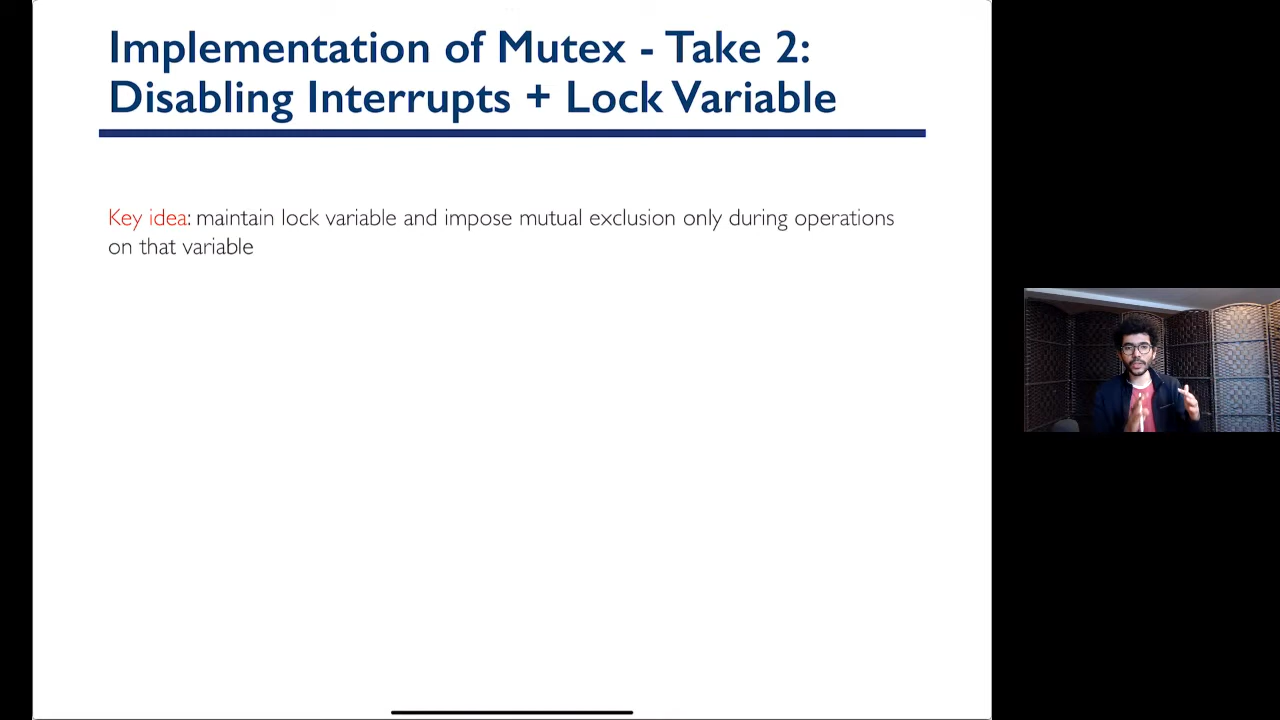 Implementation of Mutex - Take 2:
Disabling Interrupts + Lock Variable
Key idea: maintain lock variable and impose mutual exclusion only during operations
on that variable